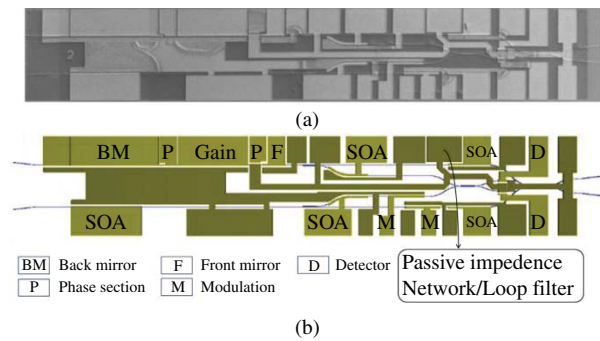 2
(a)
BM P Gain P F SOA SOA D
SOA SOA M M SOA D
BM Back mirror F Front mirror D Detector
P Phase section M Modulation
Passive impedence
Network/Loop filter
(b)